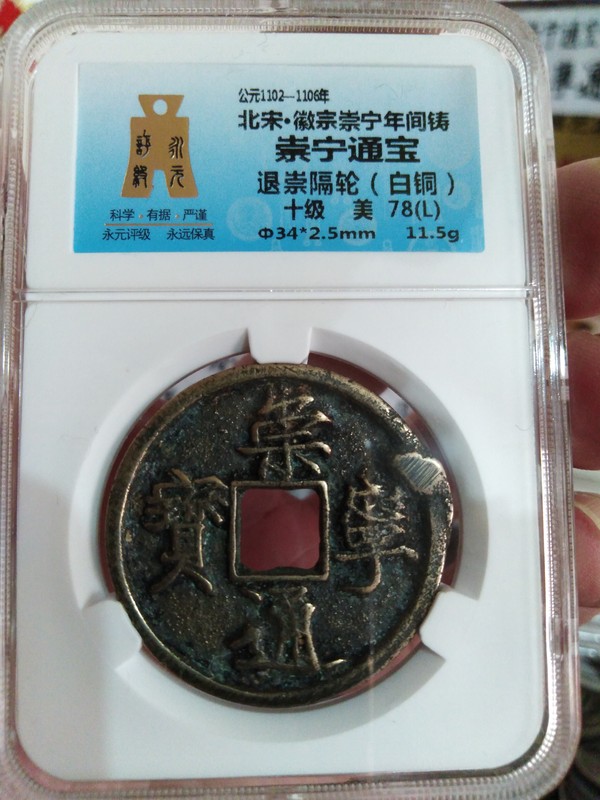 公元1102—1106年
北宋·徽宗崇宁年间铸
崇宁通宝
退崇隔轮（白铜）
十级 美 78(L)
Φ34*2.5mm 11.5g
永元
評級
科学·有据·严谨
永元评级 永远保真
崇寧通寳